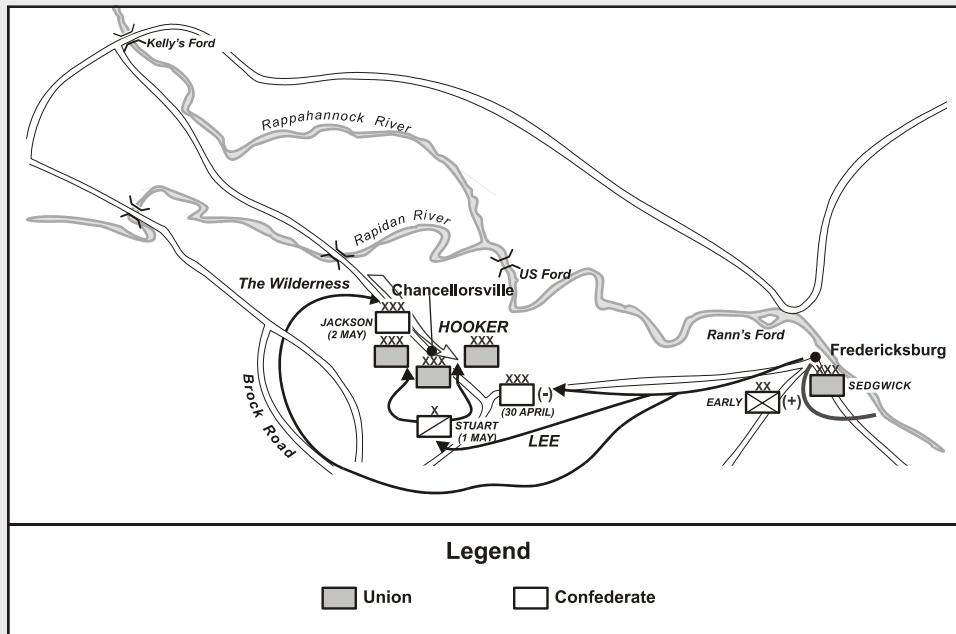 Kelly's Ford
Rappahannock River
Rapidan River
US Ford
The Wilderness
Chancellorsville
XXX
JACKSON
(2 MAY)
HOOKER
XXX
XXX
XXX
Rann's Ford
Fredericksburg
XXX
SEDGWICK
XX
EARLY
(+)
XXX
(-)
(30 APRIL)
X
STUART
(1 MAY)
LEE
Brock Road
Legend
Union
Confederate